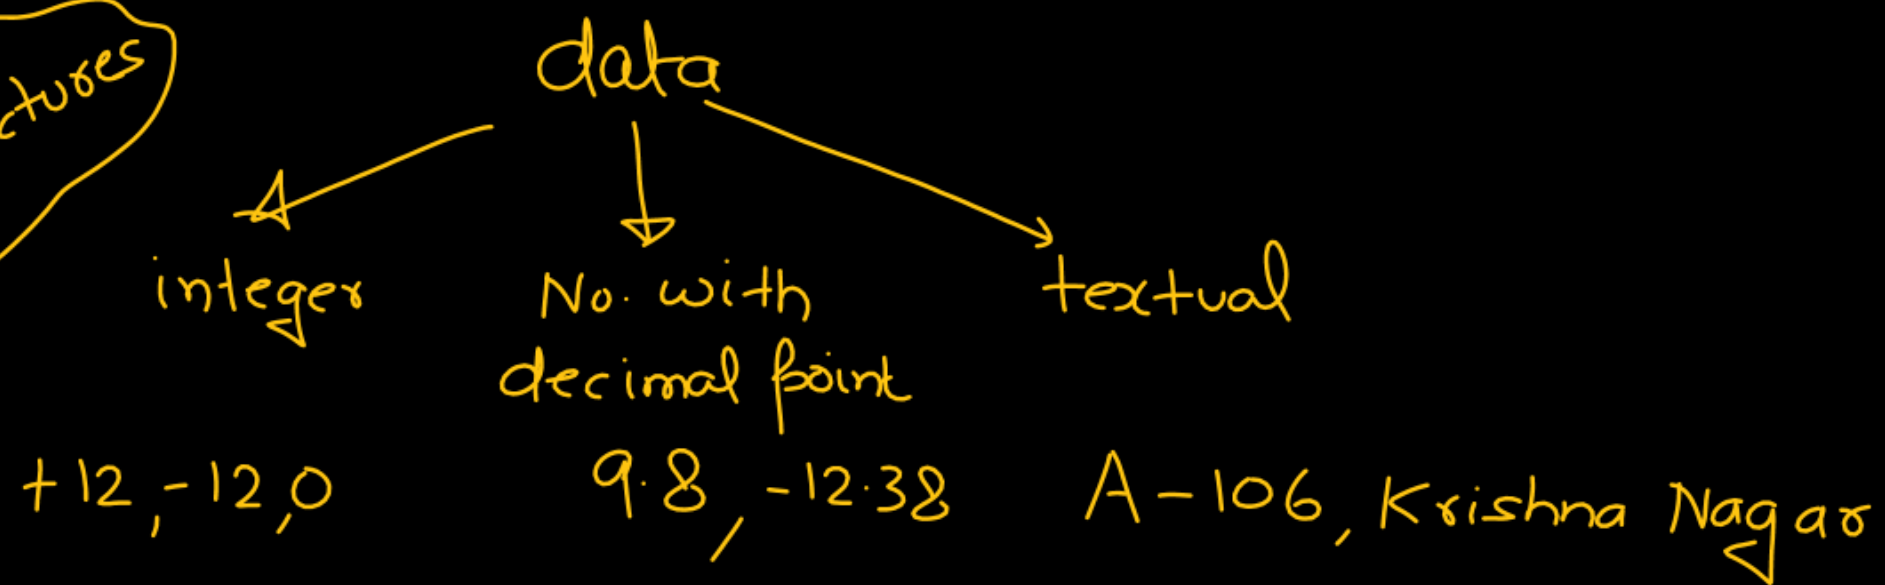 ctures
data
integer No. with textual
decimal point
+12, -12, 0 9.8, -12.38 A-106, Krishna Nagar